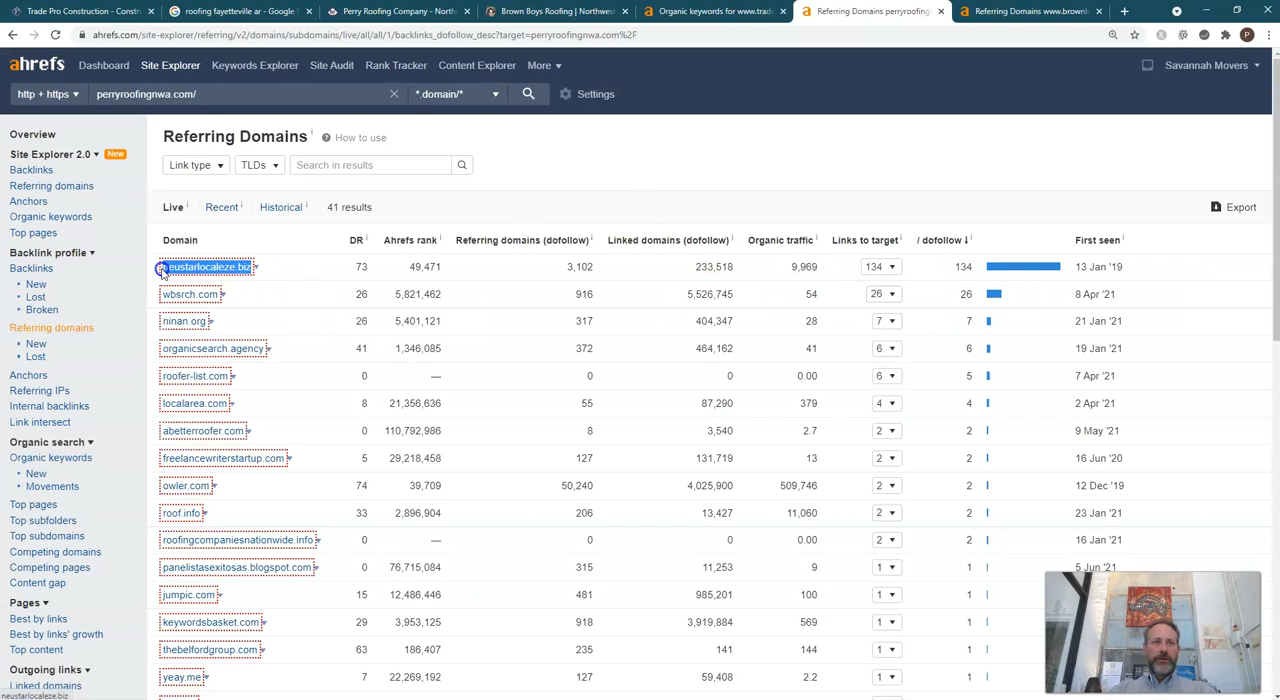 Trade Pro Construction - Constr
roofing fayetteville ar - Google S
Perry Roofing Company - Northw
Brown Boys Roofing | Northwest
Organic keywords for www.trade
Referring Domains perryroofingn
Referring Domains www.brownb
ahrefs.com/site-explorer/referring/v2/domains/subdomains/live/all/all/1/backlinks_dofollow_desc?target=perryroofingnwa.com%2F
ahrefs Dashboard Site Explorer Keywords Explorer Site Audit Rank Tracker Content Explorer More Savannah Movers
http + https perryroofingnwa.com/ *.domain/* Settings
Overview
Site Explorer 2.0 New
Backlinks
Referring domains
Anchors
Organic keywords
Top pages
Backlink profile
Backlinks
New
Lost
Broken
Referring domains
New
Lost
Anchors
Referring IPs
Internal backlinks
Link intersect
Organic search
Organic keywords
New
Movements
Top pages
Top subfolders
Top subdomains
Competing domains
Competing pages
Content gap
Pages
Best by links
Best by links' growth
Top content
Outgoing links
Linked domains
Referring Domains How to use
Link type TLDs Search in results
Live Recent Historical 41 results Export
Domain DR Ahrefs rank Referring domains (dofollow) Linked domains (dofollow) Organic traffic Links to target / dofollow First seen
neustarlocaleze.biz 73 49,471 3,102 233,518 9,969 134 134 13 Jan '19
wbsrch.com 26 5,821,462 916 5,526,745 54 26 26 8 Apr '21
ninan.org 26 5,401,121 317 404,347 28 7 7 21 Jan '21
organicsearch.agency 41 1,346,085 372 464,162 41 6 6 19 Jan '21
roofer-list.com 0 — 0 0 0.00 6 5 7 Apr '21
localarea.com 8 21,356,636 55 87,290 379 4 4 2 Apr '21
abetterroofer.com 0 110,792,986 8 3,540 2.7 2 2 9 May '21
freelancewriterstartup.com 5 29,218,458 127 131,719 13 2 2 16 Jun '20
owler.com 74 39,709 50,240 4,025,900 509,746 2 2 12 Dec '19
roof.info 33 2,896,904 206 13,427 11,060 2 2 23 Jan '21
roofingcompaniesnationwide.info 0 — 0 0 0.00 2 2 16 Jan '21
panelistasexitosas.blogspot.com 0 76,715,084 315 11,253 9 1 1 5 Jun '21
jumpic.com 15 12,486,446 481 985,201 100 1 1
keywordsbasket.com 29 3,953,125 918 3,919,884 569 1 1
thebelfordgroup.com 63 186,407 235 141 144 1 1
yeay.me 7 22,269,192 127 59,408 2.2 1 1
neustarlocaleze.biz